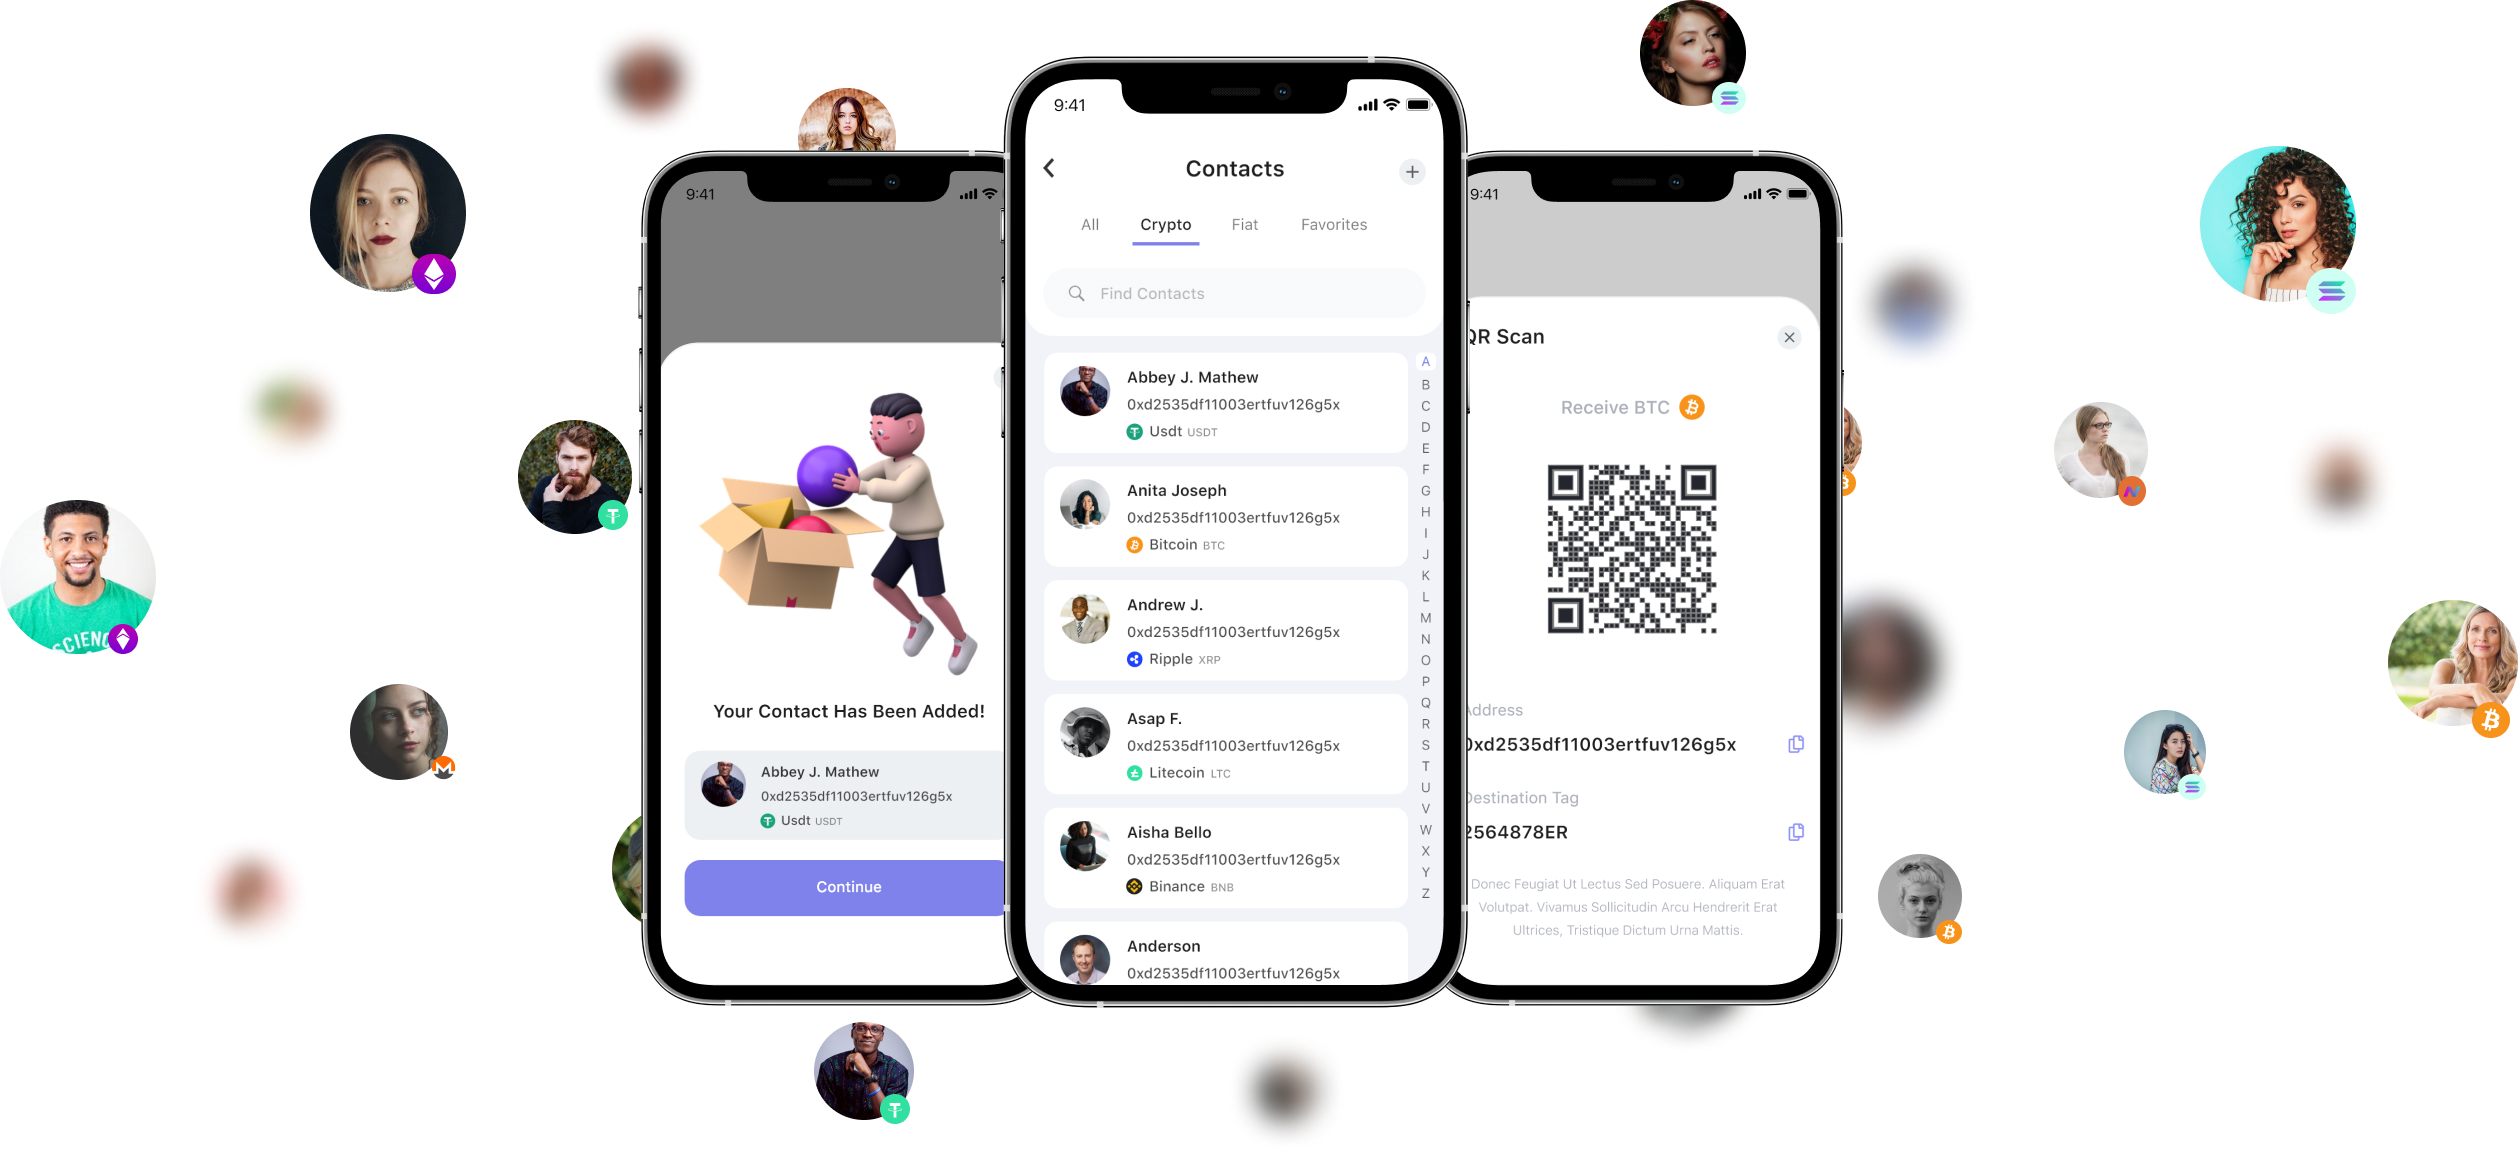 9:41
Your Contact Has Been Added!
Abbey J. Mathew
0xd2535df11003ertfuv126g5x
Usdt USDT
Continue
9:41
Contacts
All Crypto Fiat Favorites
Find Contacts
Abbey J. Mathew
0xd2535df11003ertfuv126g5x
Usdt USDT
Anita Joseph
0xd2535df11003ertfuv126g5x
Bitcoin BTC
Andrew J.
0xd2535df11003ertfuv126g5x
Ripple XRP
Asap F.
0xd2535df11003ertfuv126g5x
Litecoin LTC
Aisha Bello
0xd2535df11003ertfuv126g5x
Binance BNB
Anderson
0xd2535df11003ertfuv126g5x
A
B
C
D
E
F
G
H
I
J
K
L
M
N
O
P
Q
R
S
T
U
V
W
X
Y
Z
9:41
QR Scan
Receive BTC
Address
0xd2535df11003ertfuv126g5x
Destination Tag
2564878ER
Donec Feugiat Ut Lectus Sed Posuere. Aliquam Erat
Volutpat. Vivamus Sollicitudin Arcu Hendrerit Erat
Ultrices, Tristique Dictum Urna Mattis.